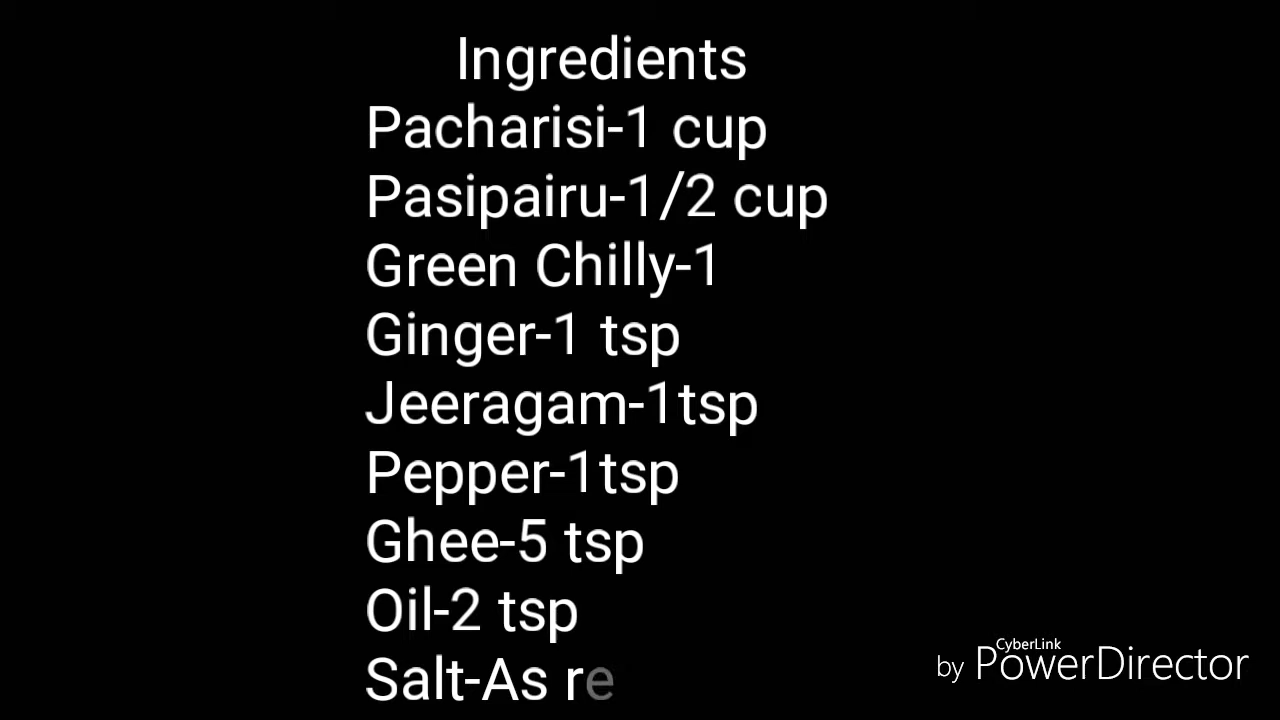 Ingredients
Pacharisi-1 cup
Pasipairu-1/2 cup
Green Chilly-1
Ginger-1 tsp
Jeeragam-1tsp
Pepper-1tsp
Ghee-5 tsp
Oil-2 tsp
Salt-As re
CyberLink
by PowerDirector